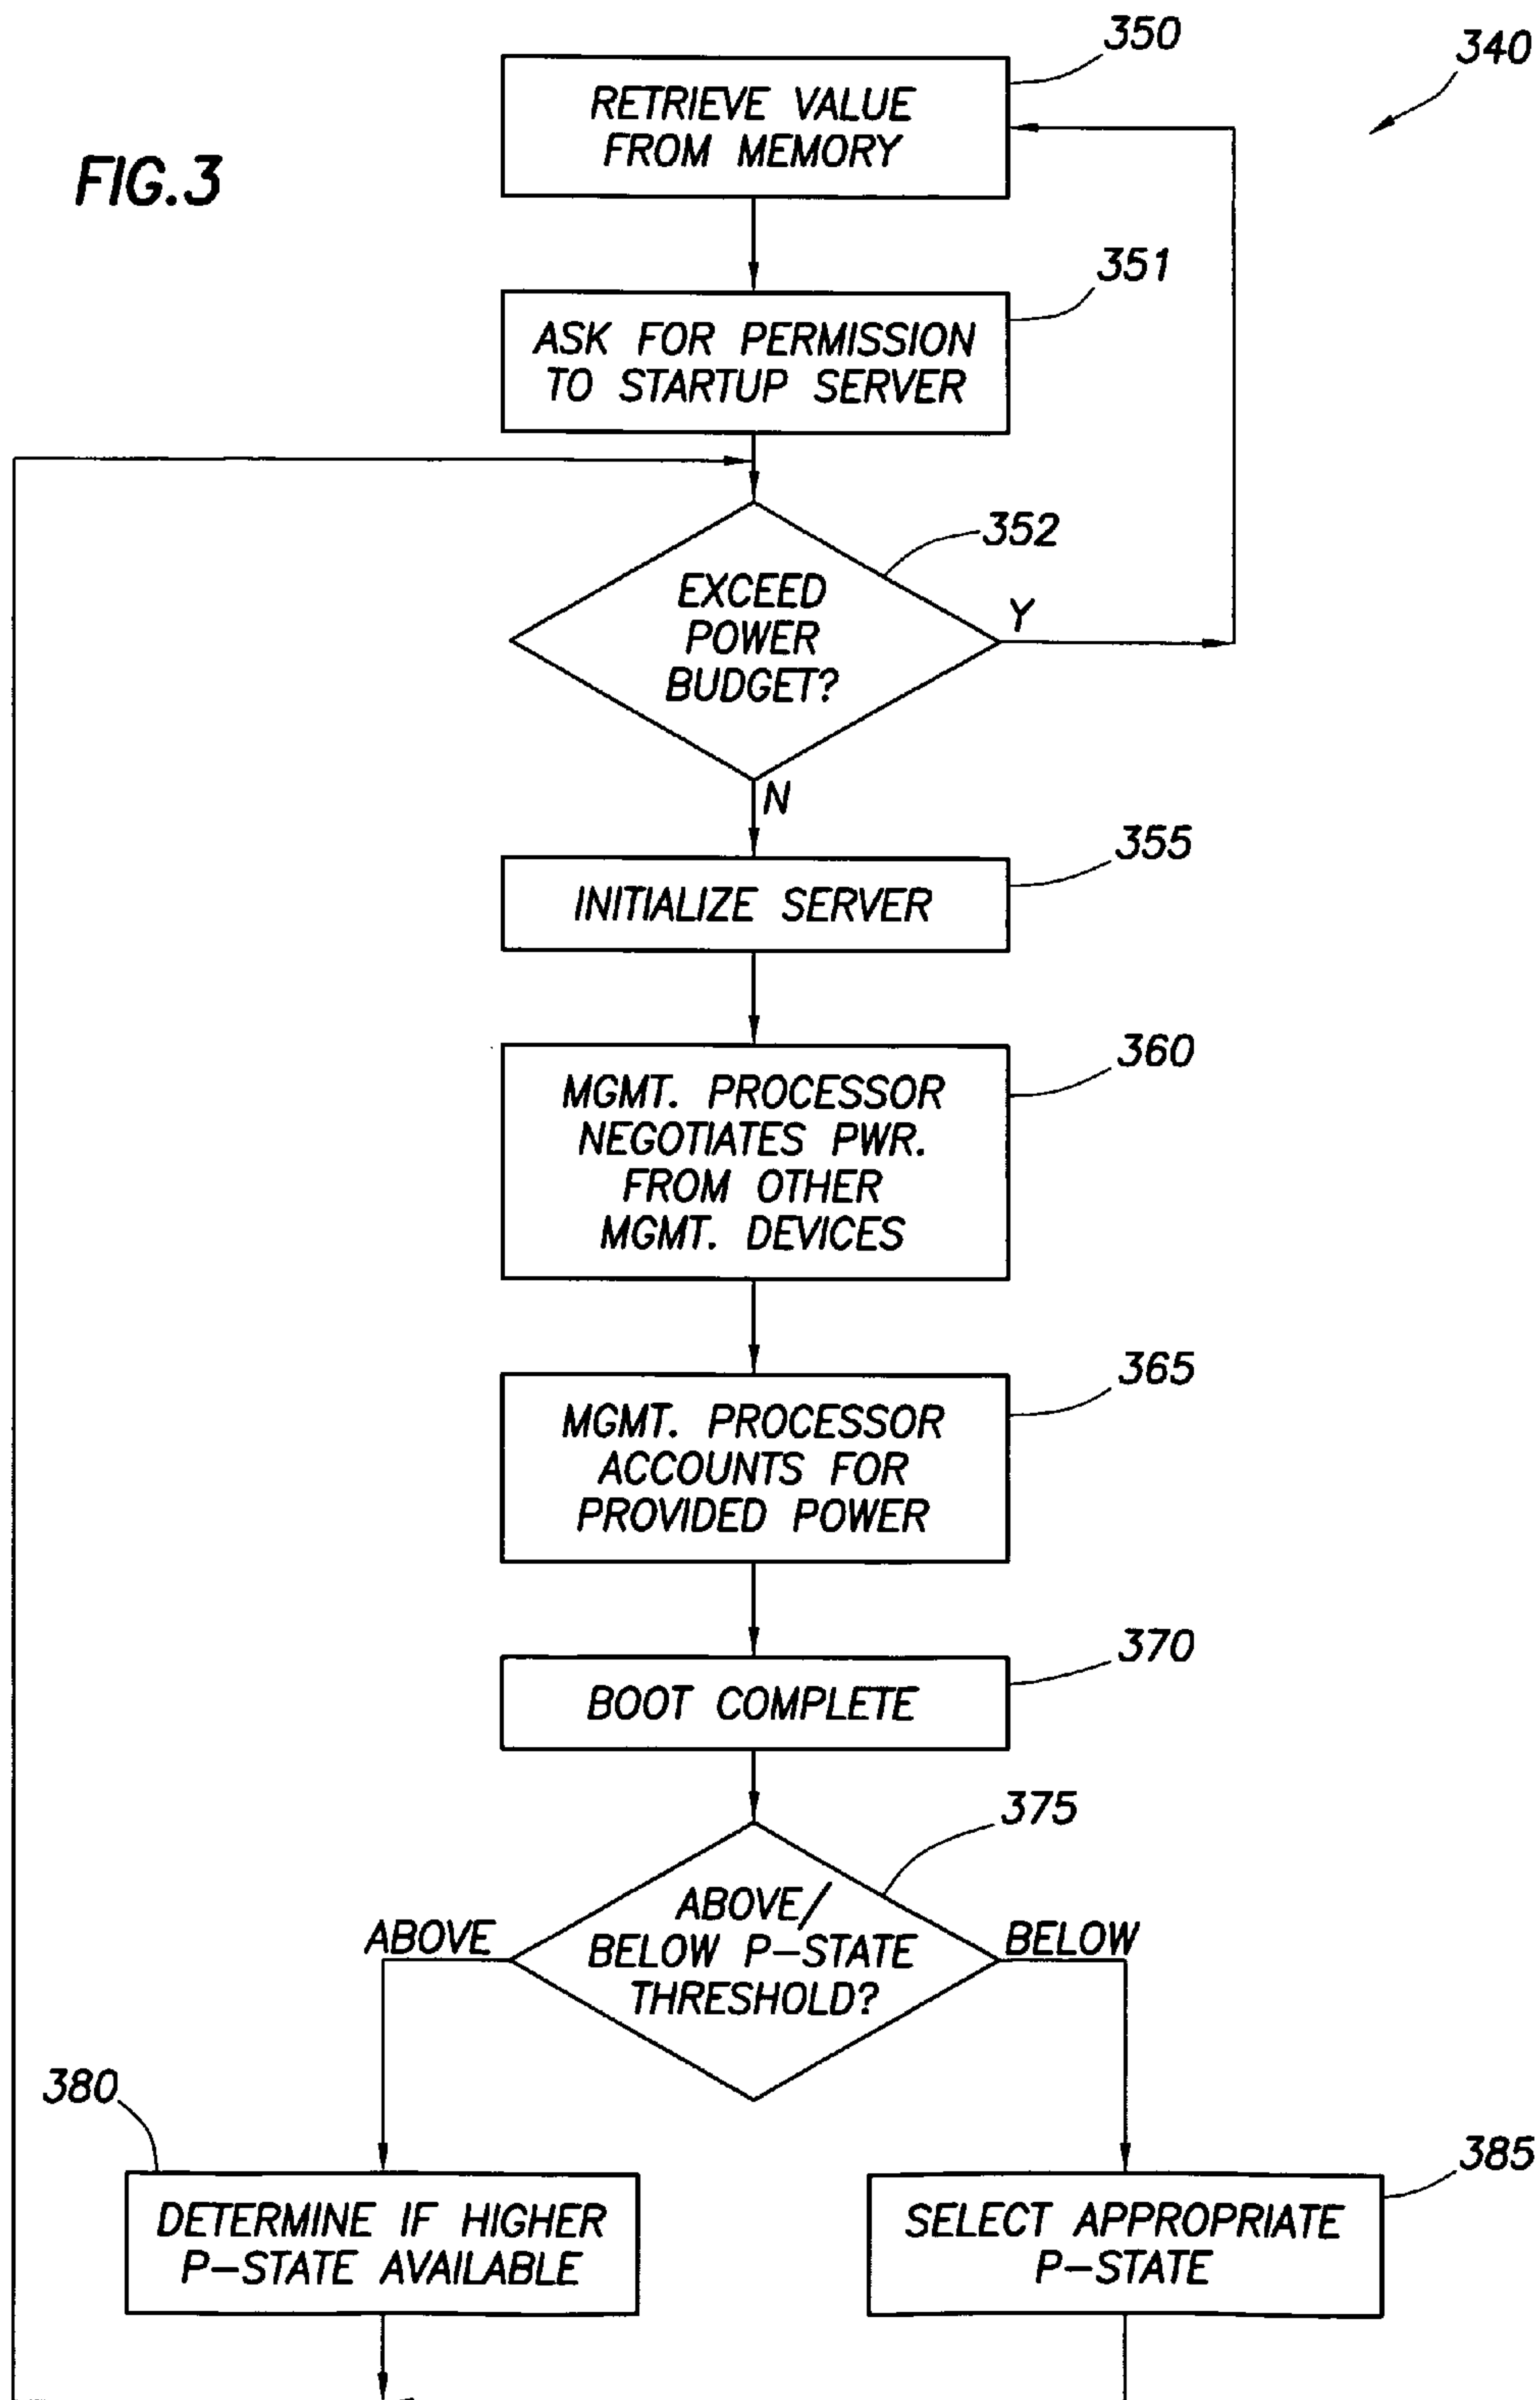 350
340
RETRIEVE VALUE
FROM MEMORY
FIG.3
351
ASK FOR PERMISSION
TO STARTUP SERVER
352
EXCEED
POWER
BUDGET?
Y
N
355
INITIALIZE SERVER
360
MGMT. PROCESSOR
NEGOTIATES PWR.
FROM OTHER
MGMT. DEVICES
365
MGMT. PROCESSOR
ACCOUNTS FOR
PROVIDED POWER
370
BOOT COMPLETE
375
ABOVE/
BELOW P-STATE
THRESHOLD?
ABOVE
BELOW
380
385
DETERMINE IF HIGHER
P-STATE AVAILABLE
SELECT APPROPRIATE
P-STATE